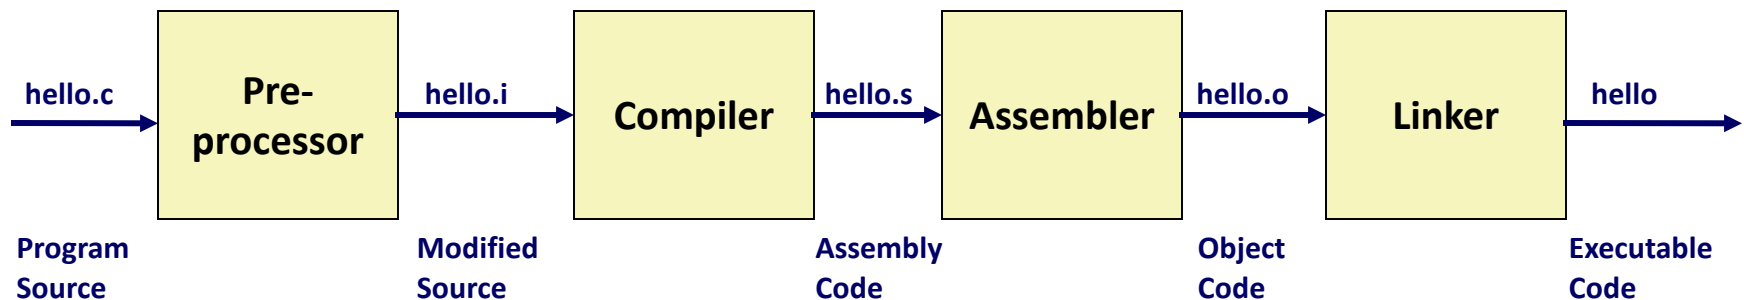 hello.c
Pre-
processor
hello.i
Compiler
hello.s
Assembler
hello.o
Linker
hello
Program
Source
Modified
Source
Assembly
Code
Object
Code
Executable
Code